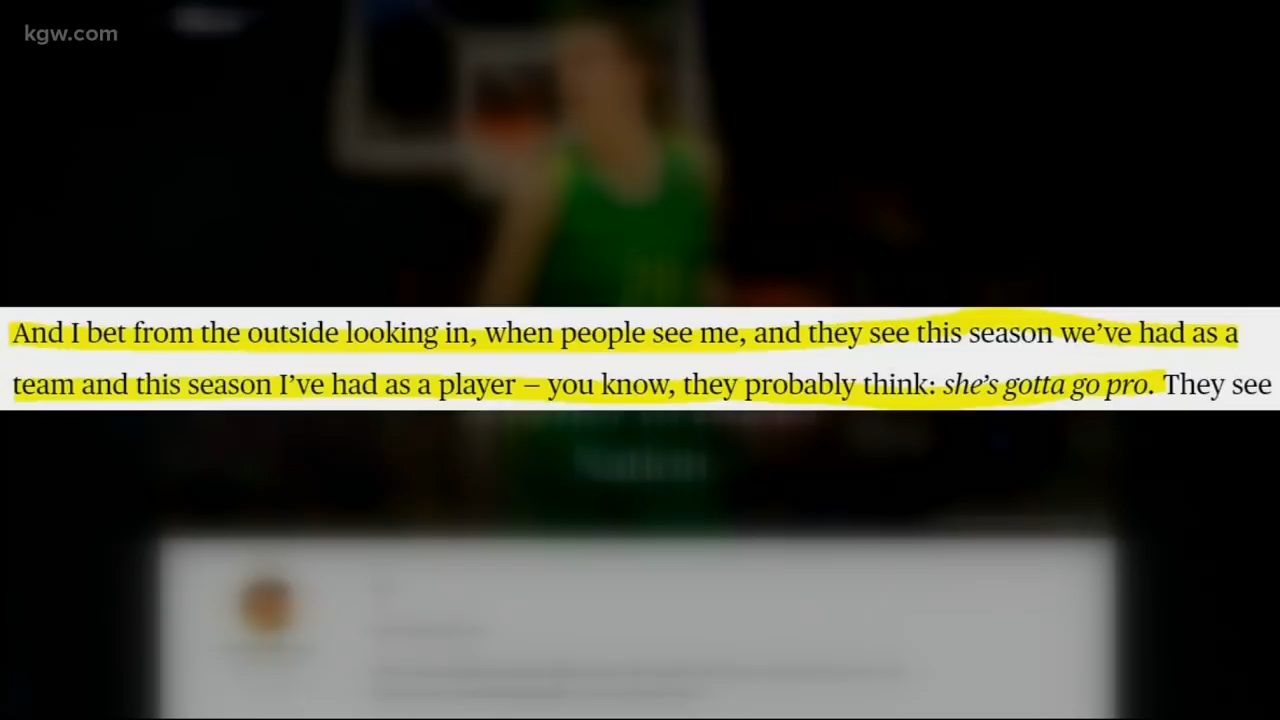 kgw.com
And I bet from the outside looking in, when people see me, and they see this season we’ve had as a
team and this season I’ve had as a player – you know, they probably think: she’s gotta go pro. They see